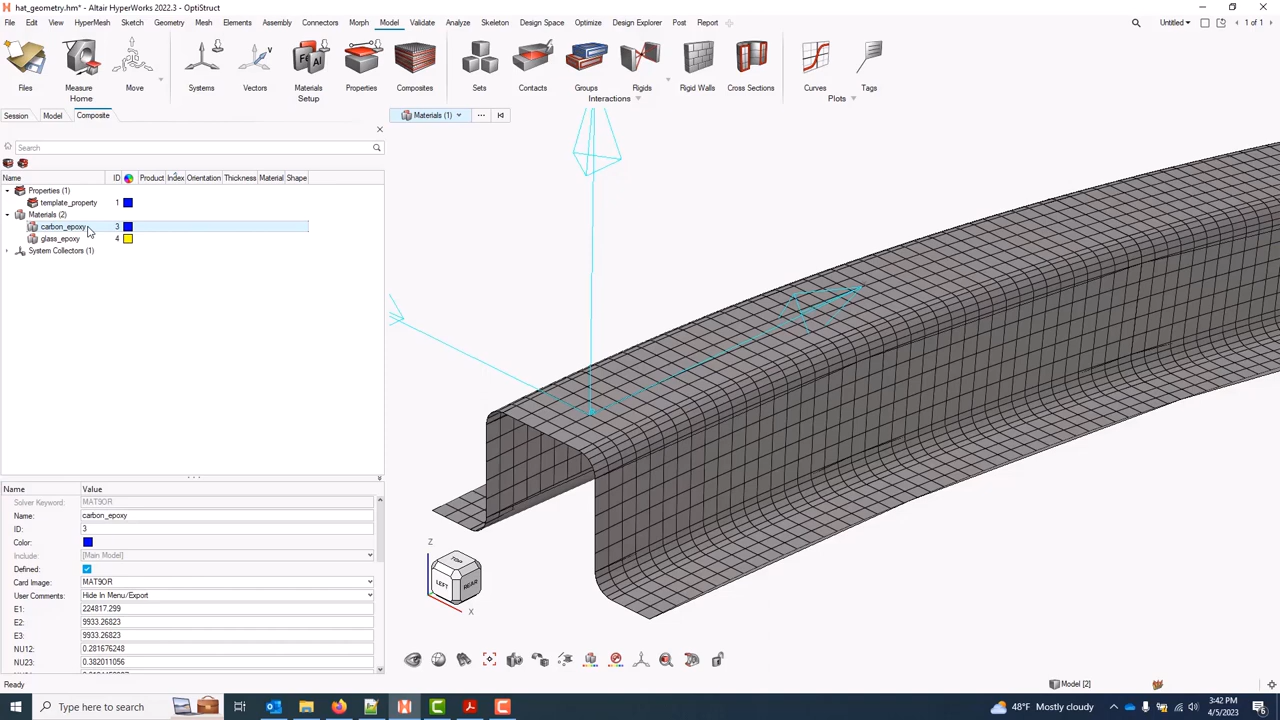 hat_geometry.hm* - Altair HyperWorks 2022.3 - OptiStruct
File Edit View HyperMesh Sketch Geometry Mesh Elements Assembly Connectors Morph Model Validate Analyze Skeleton Design Space Optimize Design Explorer Post Report Untitled 1 of 1
Files Measure Move Systems Vectors Materials Properties Composites Sets Contacts Groups Rigids Rigid Walls Cross Sections Curves Tags
Home Setup Interactions Plots
Session Model Composite Materials (1)
Search
Name ID Product Index Orientation Thickness Material Shape
Properties (1)
template_property 1
Materials (2)
carbon_epoxy 3
glass_epoxy 4
System Collectors (1)
Name Value
Solver Keyword: MAT9OR
Name: carbon_epoxy
ID: 3
Color:
Include: [Main Model]
Defined:
Card Image: MAT9OR
User Comments: Hide In Menu/Export
E1: 224817.299
E2: 9933.26823
E3: 9933.26823
NU12: 0.281676248
NU23: 0.382011056
Z
TOP
LEFT
REAR
X
Ready
Model [2]
Type here to search
48°F Mostly cloudy
3:42 PM
4/5/2023